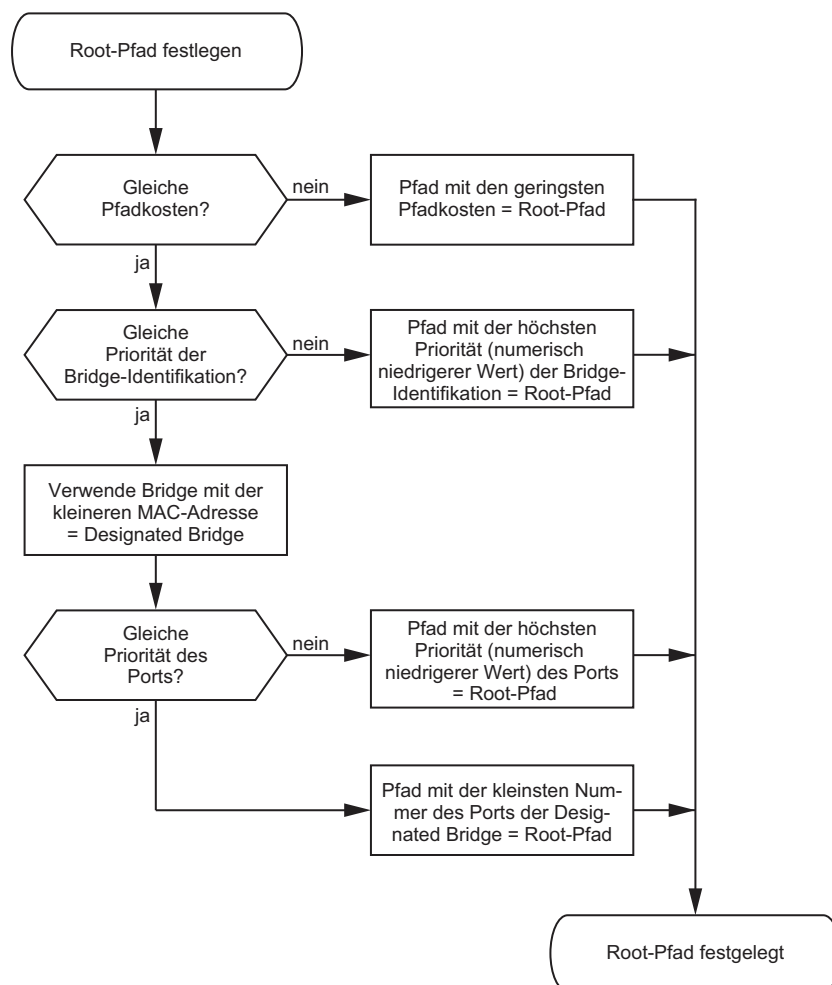 Root-Pfad festlegen
Gleiche
Pfadkosten?
nein
Pfad mit den geringsten
Pfadkosten = Root-Pfad
ja
Gleiche
Priorität der
Bridge-Identifikation?
nein
Pfad mit der höchsten
Priorität (numerisch
niedrigerer Wert) der Bridge-
Identifikation = Root-Pfad
ja
Verwende Bridge mit der
kleineren MAC-Adresse
= Designated Bridge
Gleiche
Priorität des
Ports?
nein
Pfad mit der höchsten
Priorität (numerisch
niedrigerer Wert) des Ports
= Root-Pfad
ja
Pfad mit der kleinsten Num-
mer des Ports der Desig-
nated Bridge = Root-Pfad
Root-Pfad festgelegt